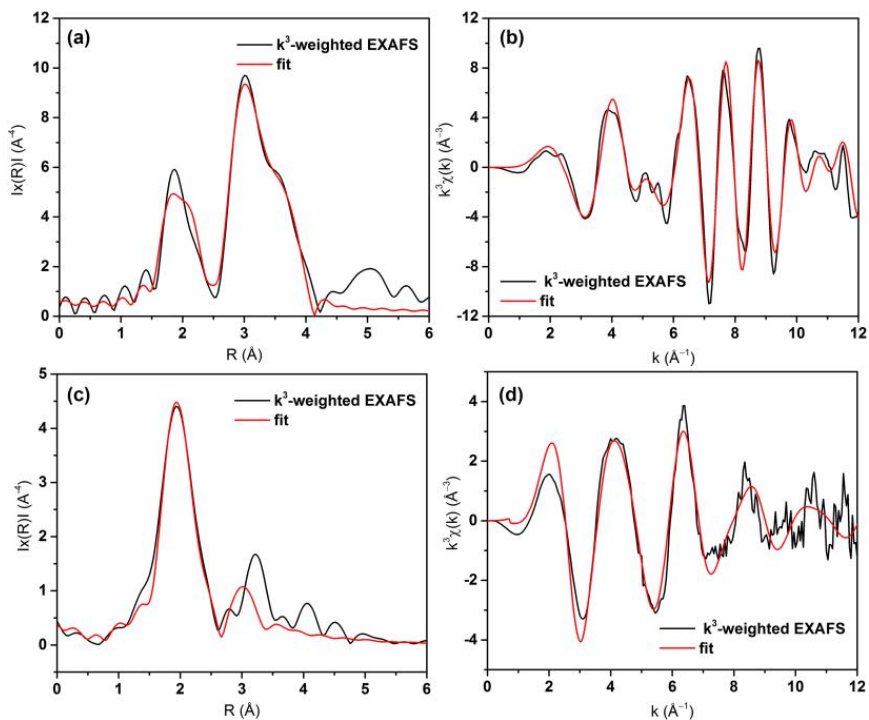 (a)
k³-weighted EXAFS
fit
12
10
8
6
4
2
0
0 1 2 3 4 5 6
R (Å)
Ix(R)I (A⁻⁴)
(b)
k³-weighted EXAFS
fit
12
8
4
0
-4
-8
-12
0 2 4 6 8 10 12
k (Å⁻¹)
k³χ(k) (Å⁻³)
(c)
k³-weighted EXAFS
fit
5
4
3
2
1
0
0 1 2 3 4 5 6
R (Å)
Ix(R)I (A⁻⁴)
(d)
k³-weighted EXAFS
fit
4
2
0
-2
-4
0 2 4 6 8 10 12
k (Å⁻¹)
k³χ(k) (Å⁻³)